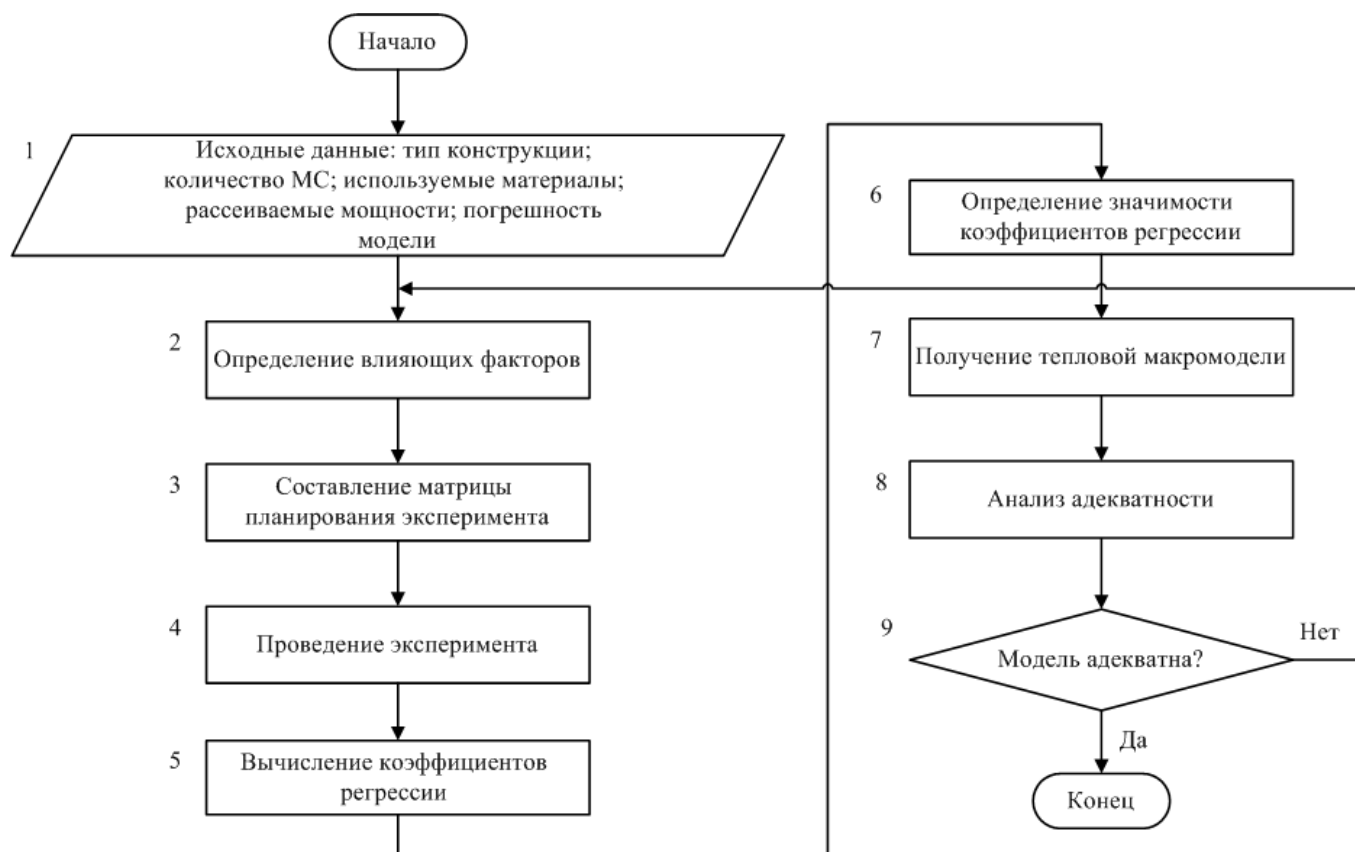 Начало
1
Исходные данные: тип конструкции;
количество МС; используемые материалы;
рассеиваемые мощности; погрешность
модели
2
Определение влияющих факторов
3
Составление матрицы
планирования эксперимента
4
Проведение эксперимента
5
Вычисление коэффициентов
регрессии
6
Определение значимости
коэффициентов регрессии
7
Получение тепловой макромодели
8
Анализ адекватности
9
Модель адекватна?
Нет
Да
Конец